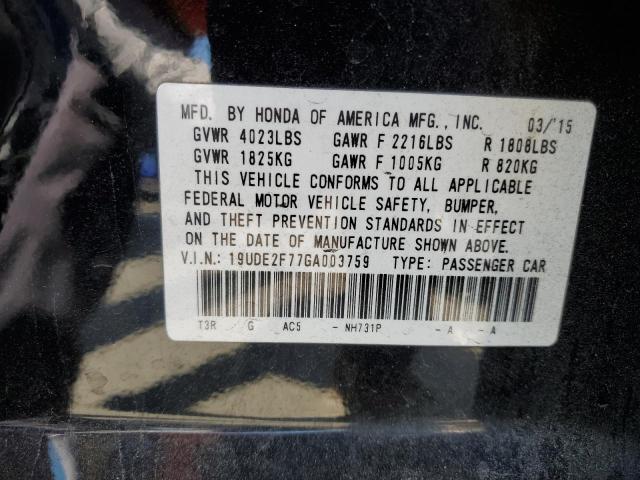 MFD. BY HONDA OF AMERICA MFG., INC. 03/'15
GVWR 4023LBS GAWR F 2216LBS R 1808LBS
GVWR 1825KG GAWR F 1005KG R 820KG
THIS VEHICLE CONFORMS TO ALL APPLICABLE
FEDERAL MOTOR VEHICLE SAFETY, BUMPER,
AND THEFT PREVENTION STANDARDS IN EFFECT
ON THE DATE OF MANUFACTURE SHOWN ABOVE.
V.I.N.: 19UDE2F77GA003759 TYPE: PASSENGER CAR
T3R G AC5 - NH731P - A - A